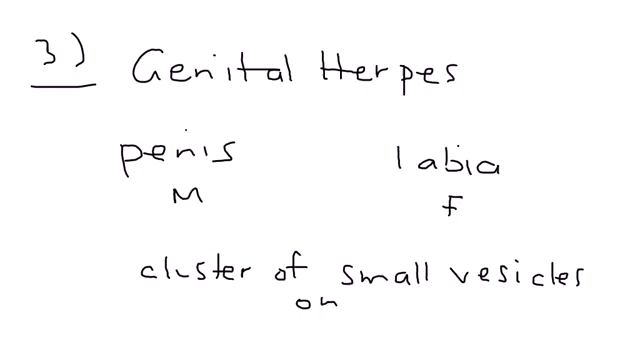 3) Genital Herpes
penis labia
M F
cluster of small vesicles
on